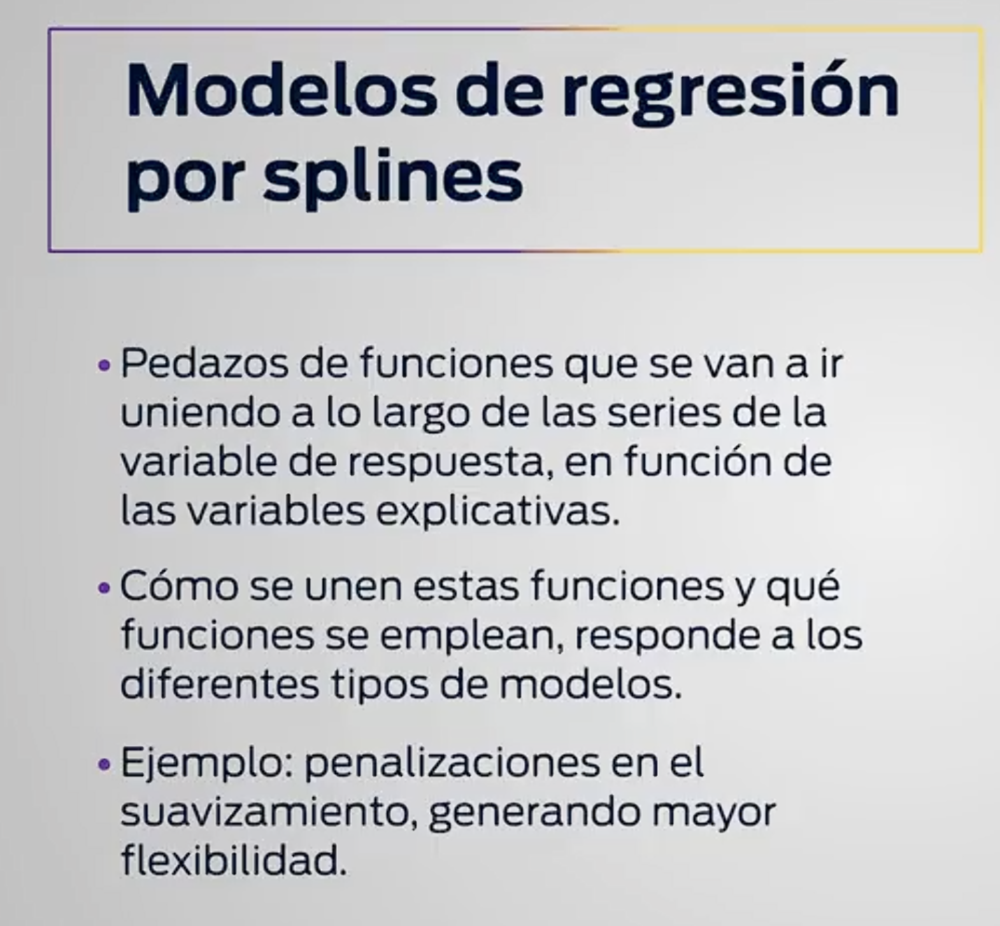 Modelos de regresión
por splines
• Pedazos de funciones que se van a ir
uniendo a lo largo de las series de la
variable de respuesta, en función de
las variables explicativas.
• Cómo se unen estas funciones y qué
funciones se emplean, responde a los
diferentes tipos de modelos.
• Ejemplo: penalizaciones en el
suavizamiento, generando mayor
flexibilidad.